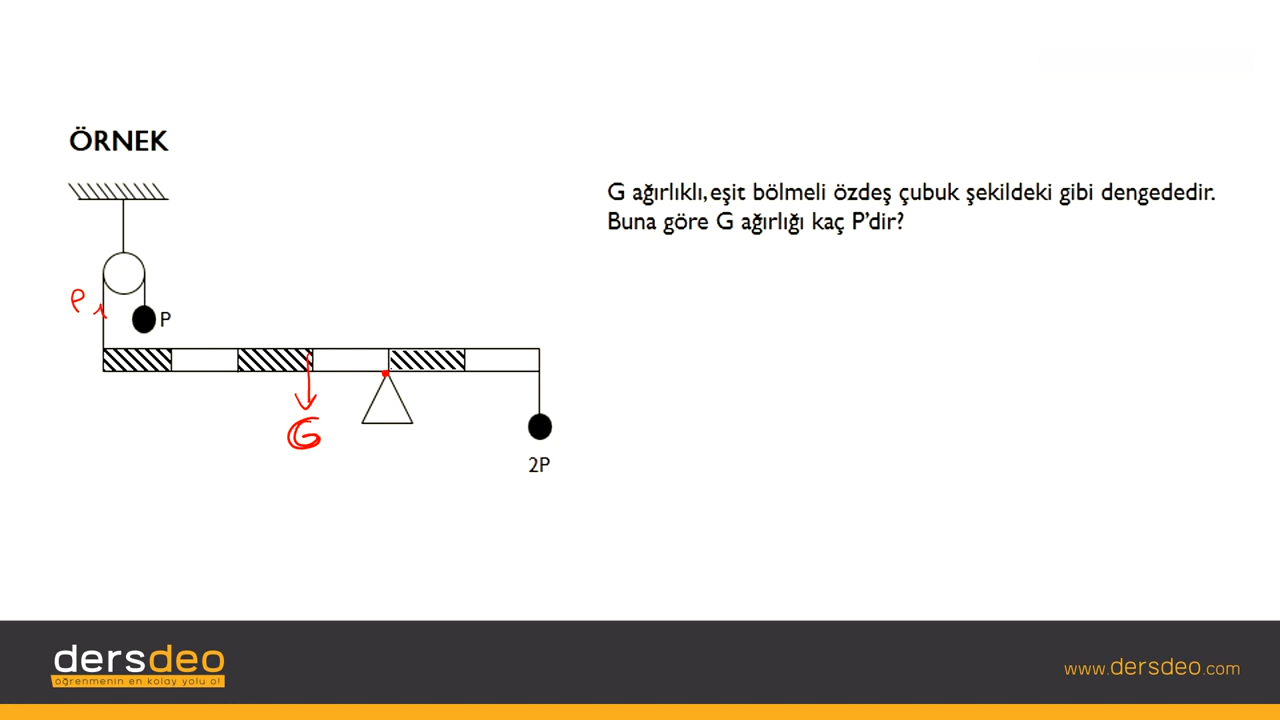 ÖRNEK
G ağırlıklı, eşit bölmeli özdeş çubuk şekildeki gibi dengededir.
Buna göre G ağırlığı kaç P'dir?
P
P
G
2P
dersdeo
öğrenmenin en kolay yolu o!
www.dersdeo.com